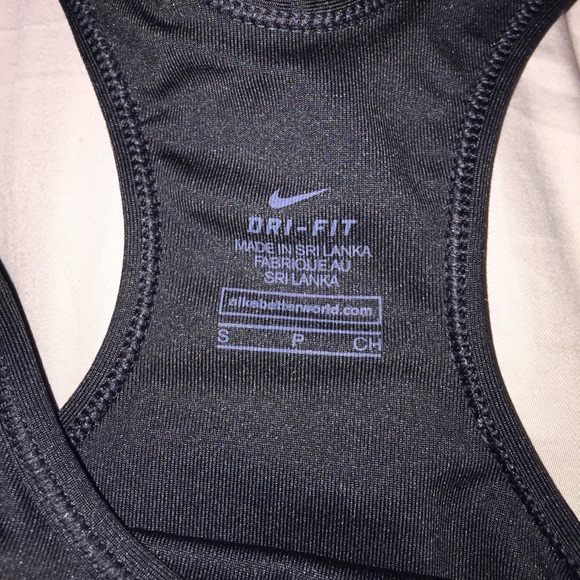 DRI-FIT
MADE IN SRI LANKA
FABRIQUE AU
SRI LANKA
nikebetterworld.com
S P CH